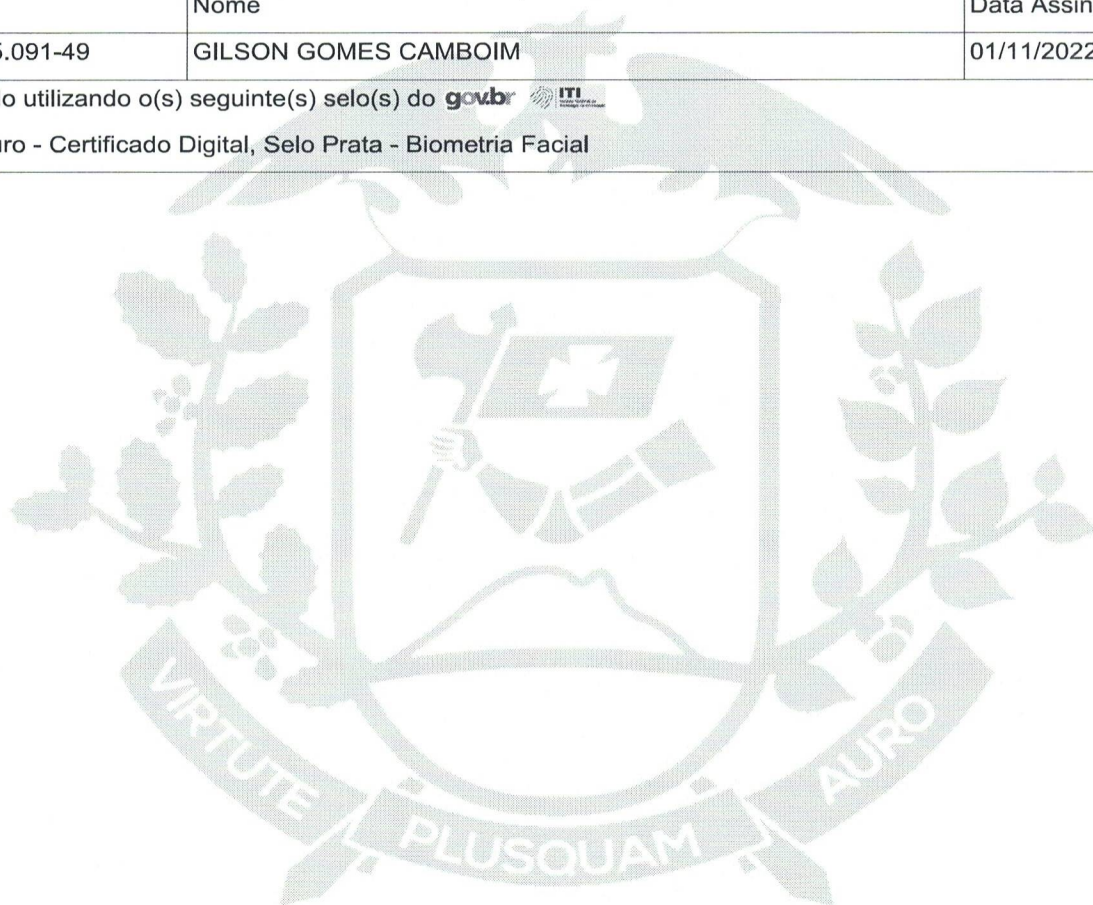 Nome Data Assin
5.091-49 GILSON GOMES CAMBOIM 01/11/2022
o utilizando o(s) seguinte(s) selo(s) do gov.br ITI
uro - Certificado Digital, Selo Prata - Biometria Facial
VIRTUTE PLUSQUAM AURO